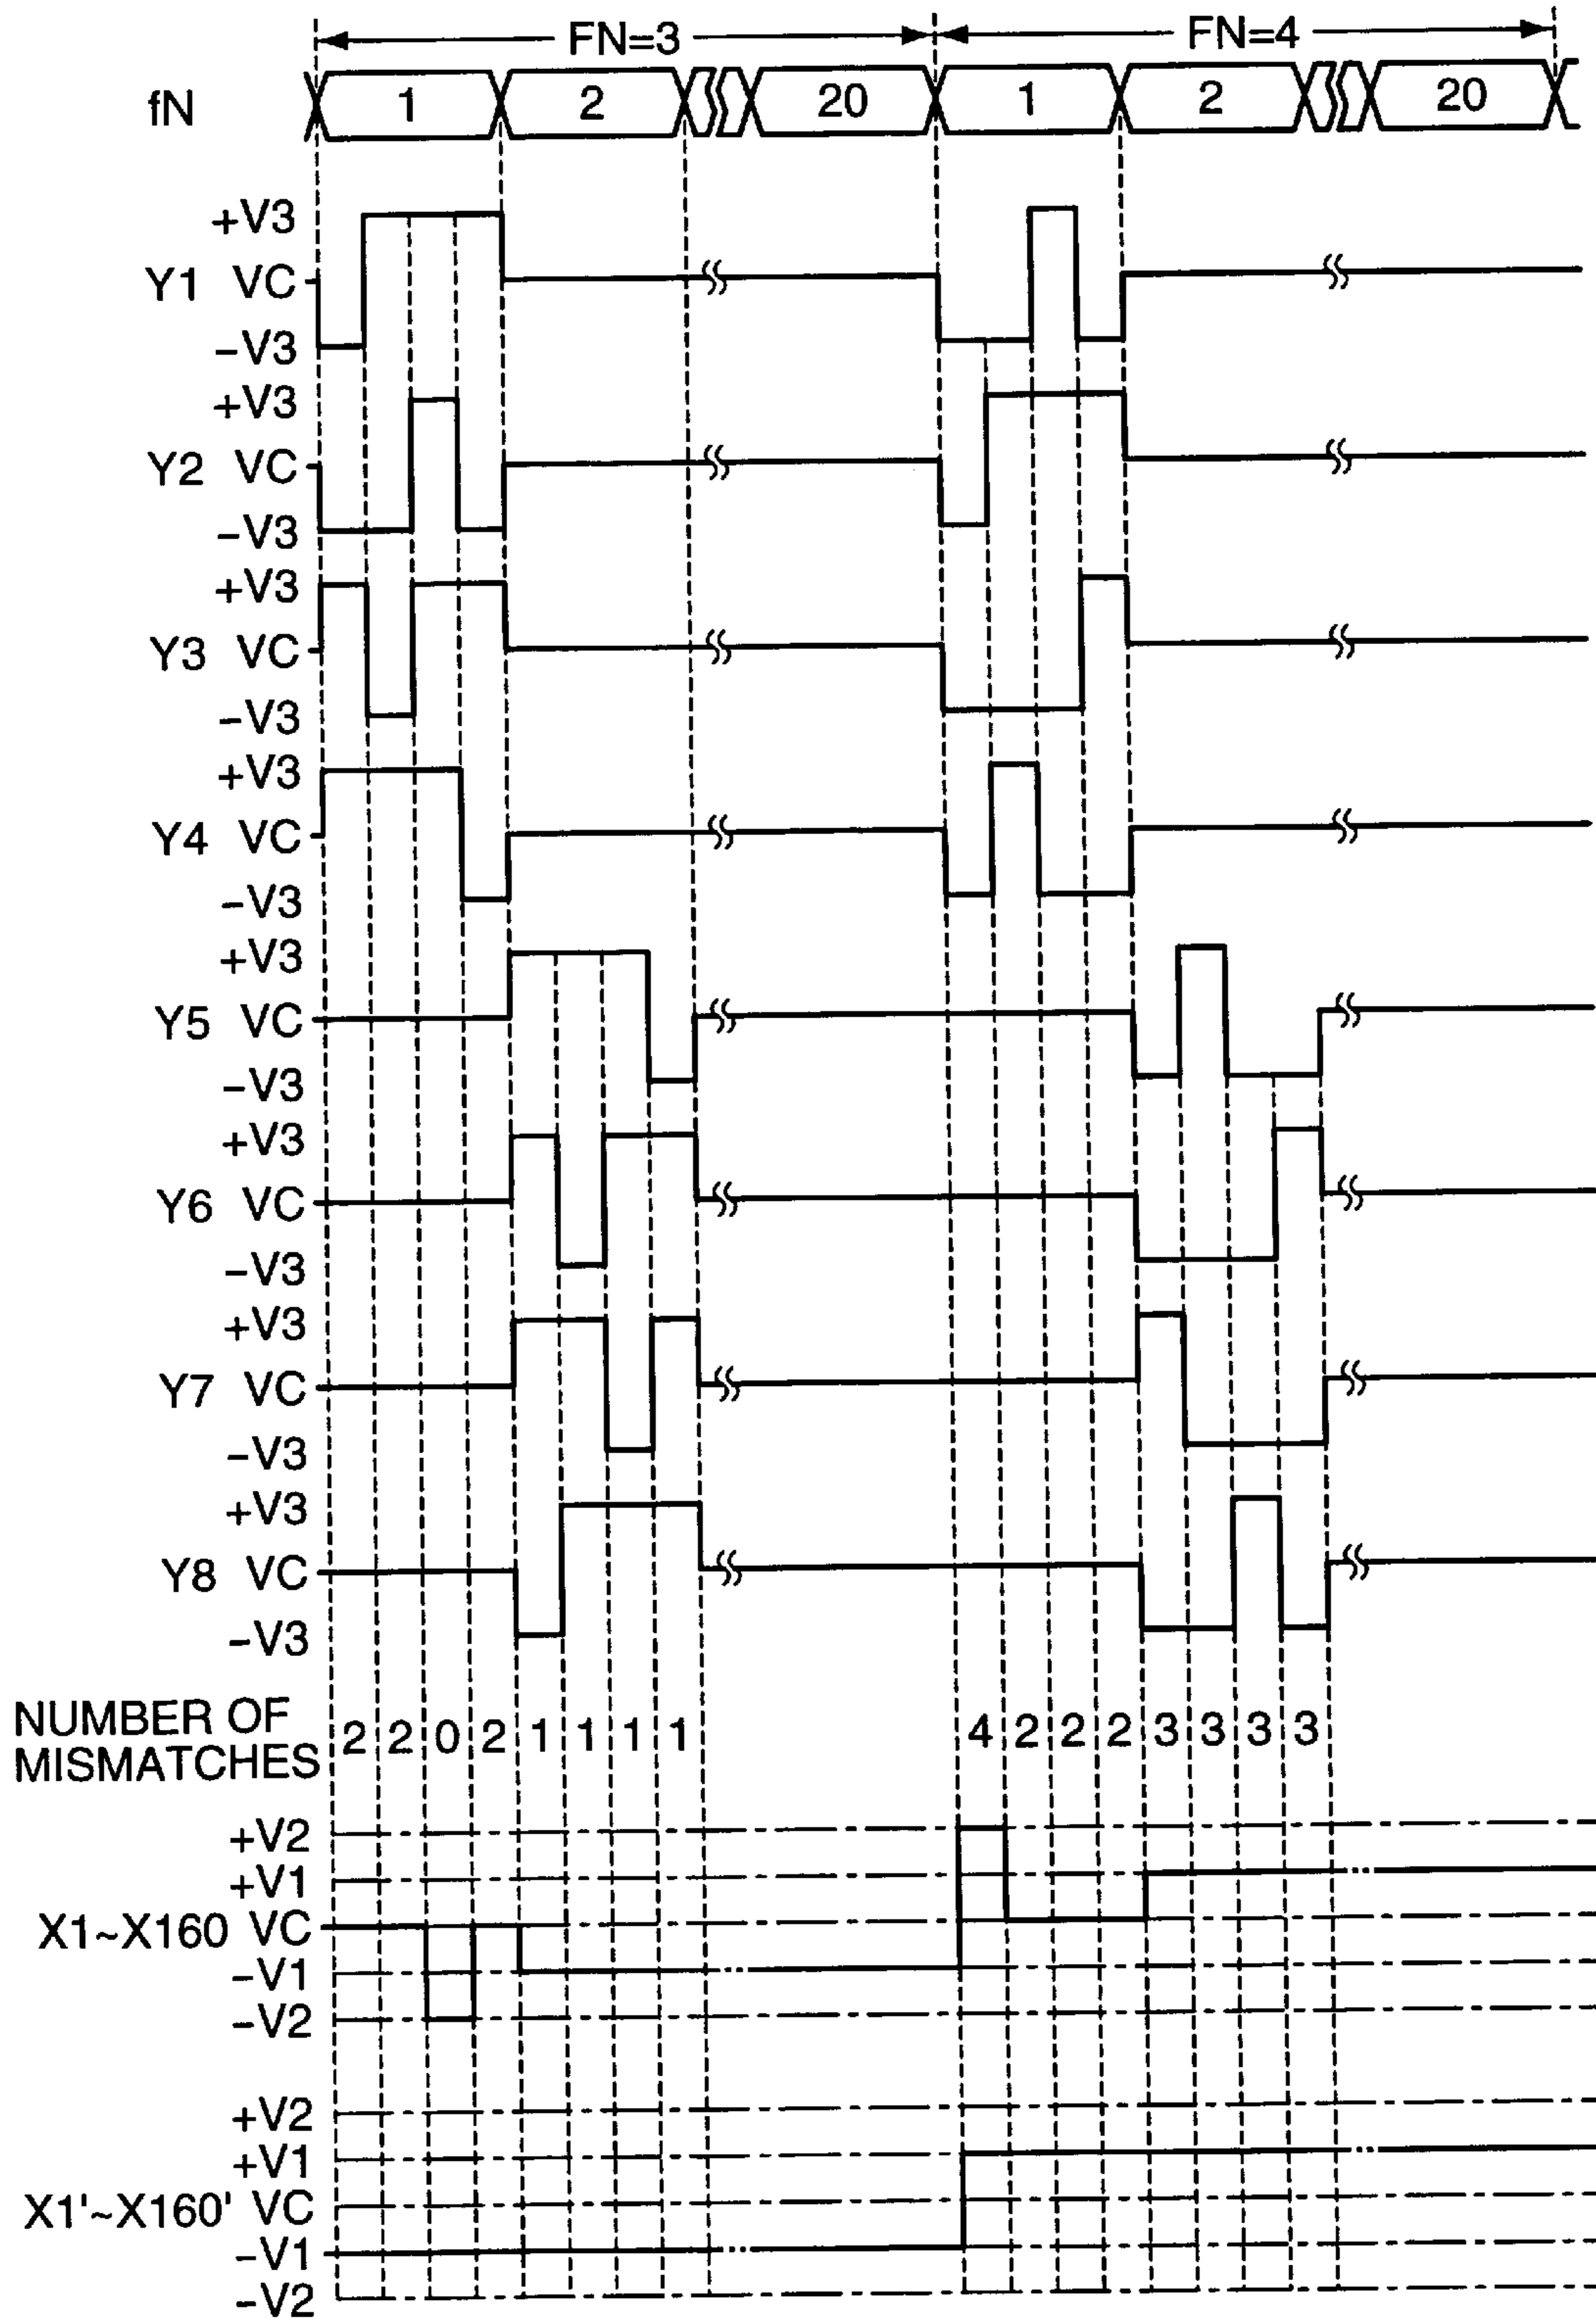 FN=3 FN=4
fN 1 2 20 1 2 20
+V3
Y1 VC
−V3
+V3
Y2 VC
−V3
+V3
Y3 VC
−V3
+V3
Y4 VC
−V3
+V3
Y5 VC
−V3
+V3
Y6 VC
−V3
+V3
Y7 VC
−V3
+V3
Y8 VC
−V3
NUMBER OF
MISMATCHES 2 2 0 2 1 1 1 1 4 2 2 2 3 3 3 3
+V2
+V1
X1~X160 VC
−V1
−V2
+V2
+V1
X1'~X160' VC
−V1
−V2